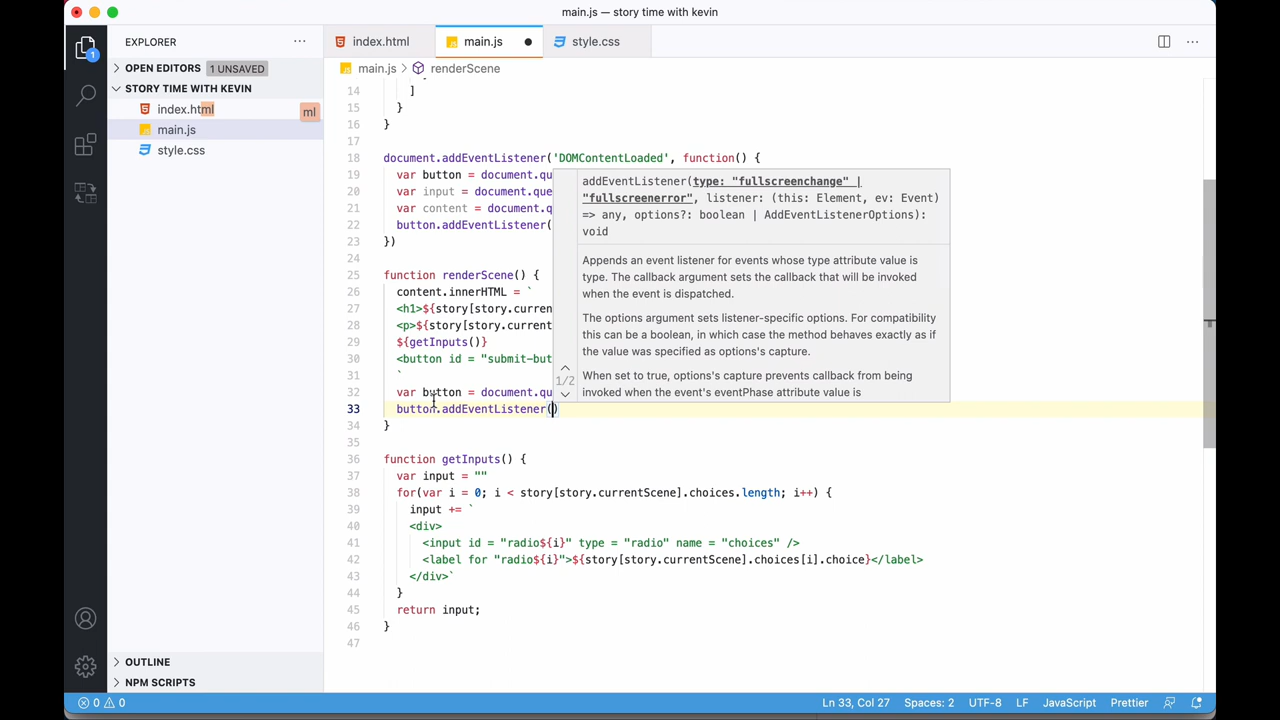 main.js — story time with kevin
EXPLORER
index.html
main.js
style.css
1
OPEN EDITORS 1 UNSAVED
STORY TIME WITH KEVIN
index.html
ml
main.js
style.css
OUTLINE
NPM SCRIPTS
main.js > renderScene
14 ]
15 }
16 }
17
18 document.addEventListener('DOMContentLoaded', function() {
19 var button = document.qu
20 var input = document.que
21 var content = document.q
22 button.addEventListener(
23 })
24
25 function renderScene() {
26 content.innerHTML = `
27 <h1>${story[story.curren
28 <p>${story[story.current
29 ${getInputs()}
30 <button id = "submit-but
31 `
32 var button = document.qu
33 button.addEventListener()
34 }
35
36 function getInputs() {
37 var input = ""
38 for(var i = 0; i < story[story.currentScene].choices.length; i++) {
39 input += `
40 <div>
41 <input id = "radio${i}" type = "radio" name = "choices" />
42 <label for "radio${i}">${story[story.currentScene].choices[i].choice}</label>
43 </div>`
44 }
45 return input;
46 }
47
addEventListener(type: "fullscreenchange" |
"fullscreenerror", listener: (this: Element, ev: Event)
=> any, options?: boolean | AddEventListenerOptions):
void
Appends an event listener for events whose type attribute value is
type. The callback argument sets the callback that will be invoked
when the event is dispatched.
The options argument sets listener-specific options. For compatibility
this can be a boolean, in which case the method behaves exactly as if
the value was specified as options's capture.
1/2
When set to true, options's capture prevents callback from being
invoked when the event's eventPhase attribute value is
0 0
Ln 33, Col 27
Spaces: 2
UTF-8
LF
JavaScript
Prettier